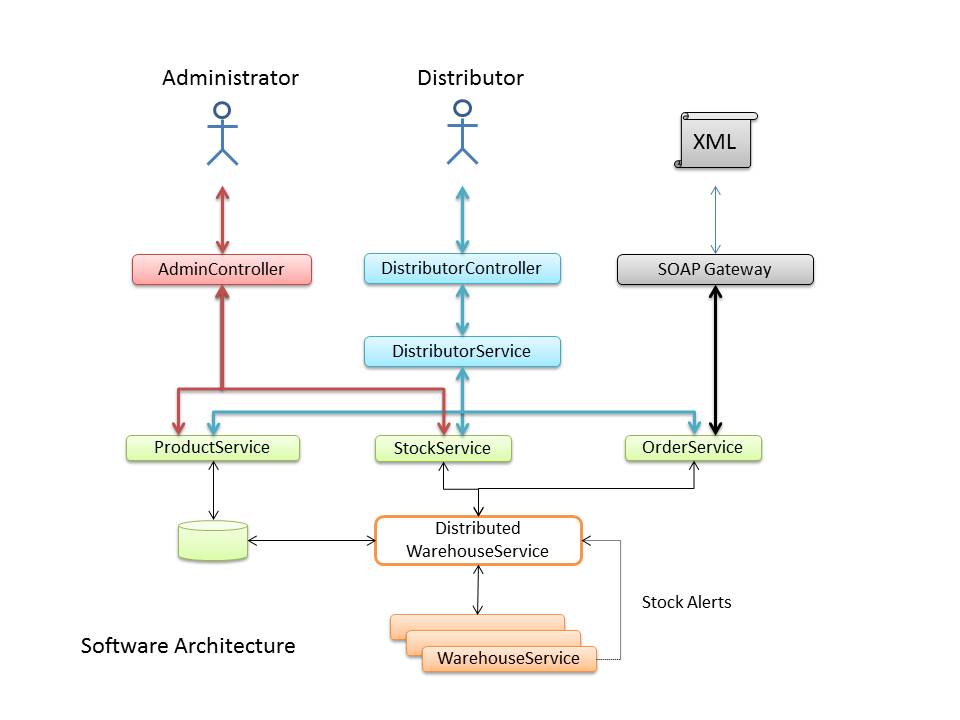 Administrator
Distributor
XML
AdminController
DistributorController
SOAP Gateway
DistributorService
ProductService
StockService
OrderService
Distributed
WarehouseService
Stock Alerts
Software Architecture
WarehouseService